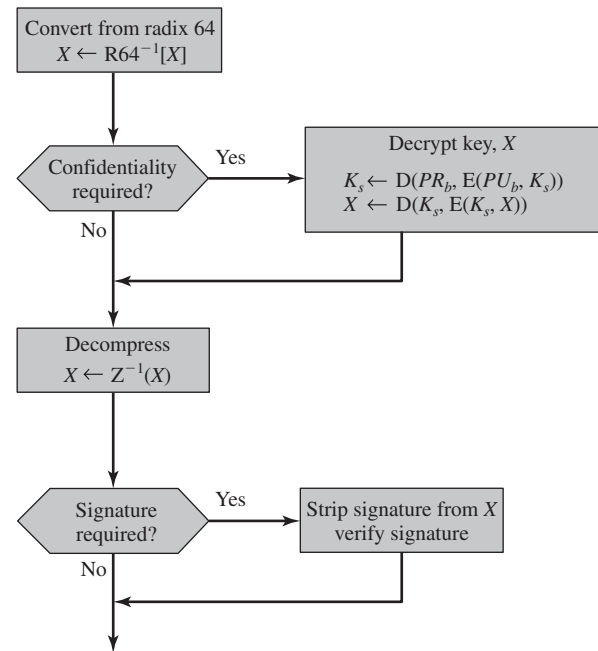 Convert from radix 64
X ← R64⁻¹[X]
Confidentiality
required?
Yes
No
Decrypt key, X
Kₛ ← D(PR_b, E(PU_b, Kₛ))
X ← D(Kₛ, E(Kₛ, X))
Decompress
X ← Z⁻¹(X)
Signature
required?
Yes
No
Strip signature from X
verify signature